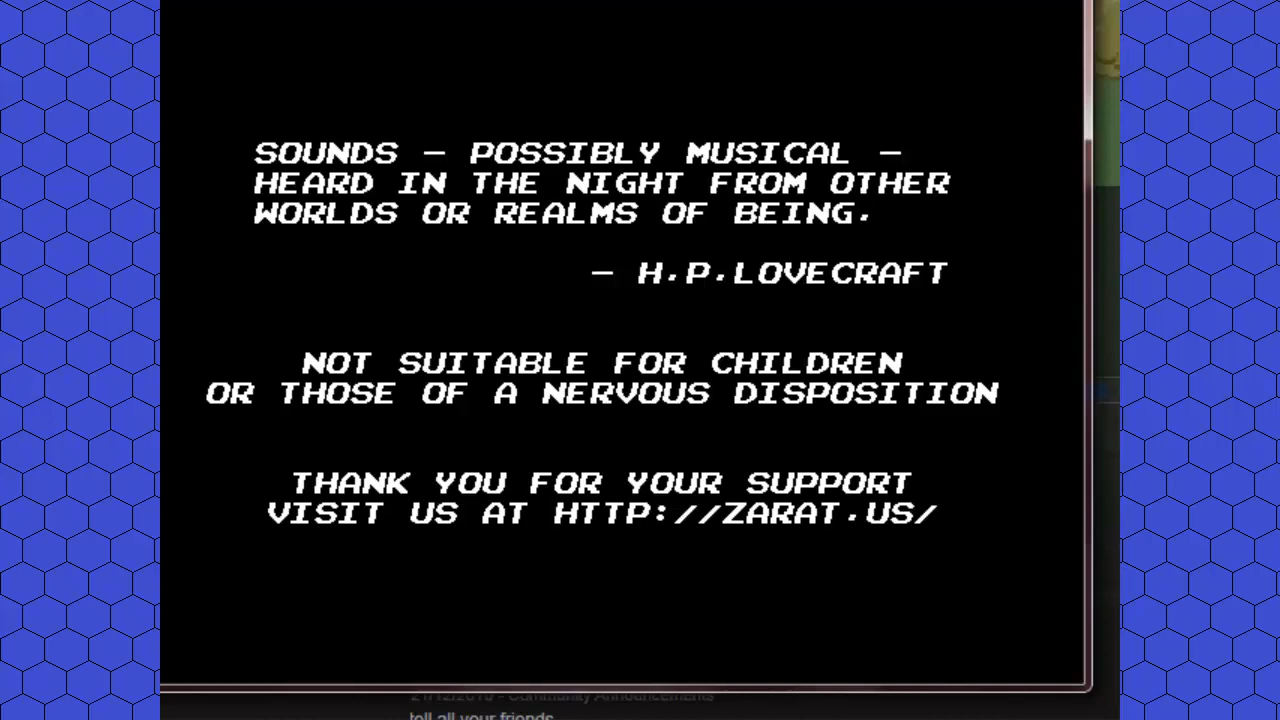 SOUNDS – POSSIBLY MUSICAL –
HEARD IN THE NIGHT FROM OTHER
WORLDS OR REALMS OF BEING.
– H.P.LOVECRAFT
NOT SUITABLE FOR CHILDREN
OR THOSE OF A NERVOUS DISPOSITION
THANK YOU FOR YOUR SUPPORT
VISIT US AT HTTP://ZARAT.US/
- Community Announcements
tell all your friends